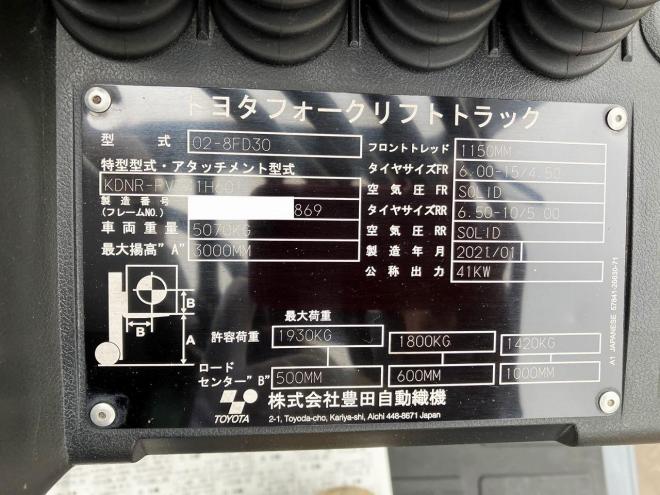 トヨタフォークリフトトラック
型式 02-8FD30
特型型式・アタッチメント型式
KDNR-FV
製造番号
(フレームNO.) 869
車両重量 5070KG
最大揚高"A" 3000MM
フロントトレッド 1150MM
タイヤサイズFR 6.00-15/4.50
空気圧FR SOLID
タイヤサイズRR 6.50-10/5.00
空気圧RR SOLID
製造年月 2021/01
公称出力 41KW
B
B A
最大荷重
許容荷重 1930KG 1800KG 1420KG
ロード
センター"B" 500MM 600MM 1000MM
TOYOTA 株式会社豊田自動織機
2-1, Toyoda-cho, Kariya-shi, Aichi 448-8671 Japan
A1 JAPANESE 57841-26630-71